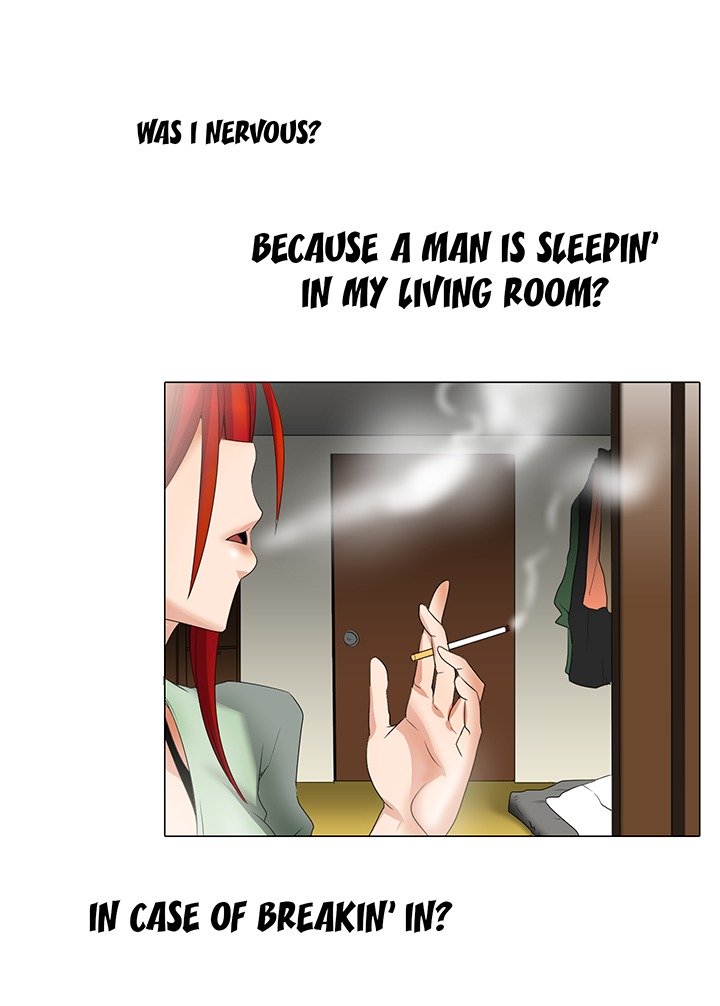 WAS I NERVOUS?
BECAUSE A MAN IS SLEEPIN'
IN MY LIVING ROOM?
IN CASE OF BREAKIN' IN?